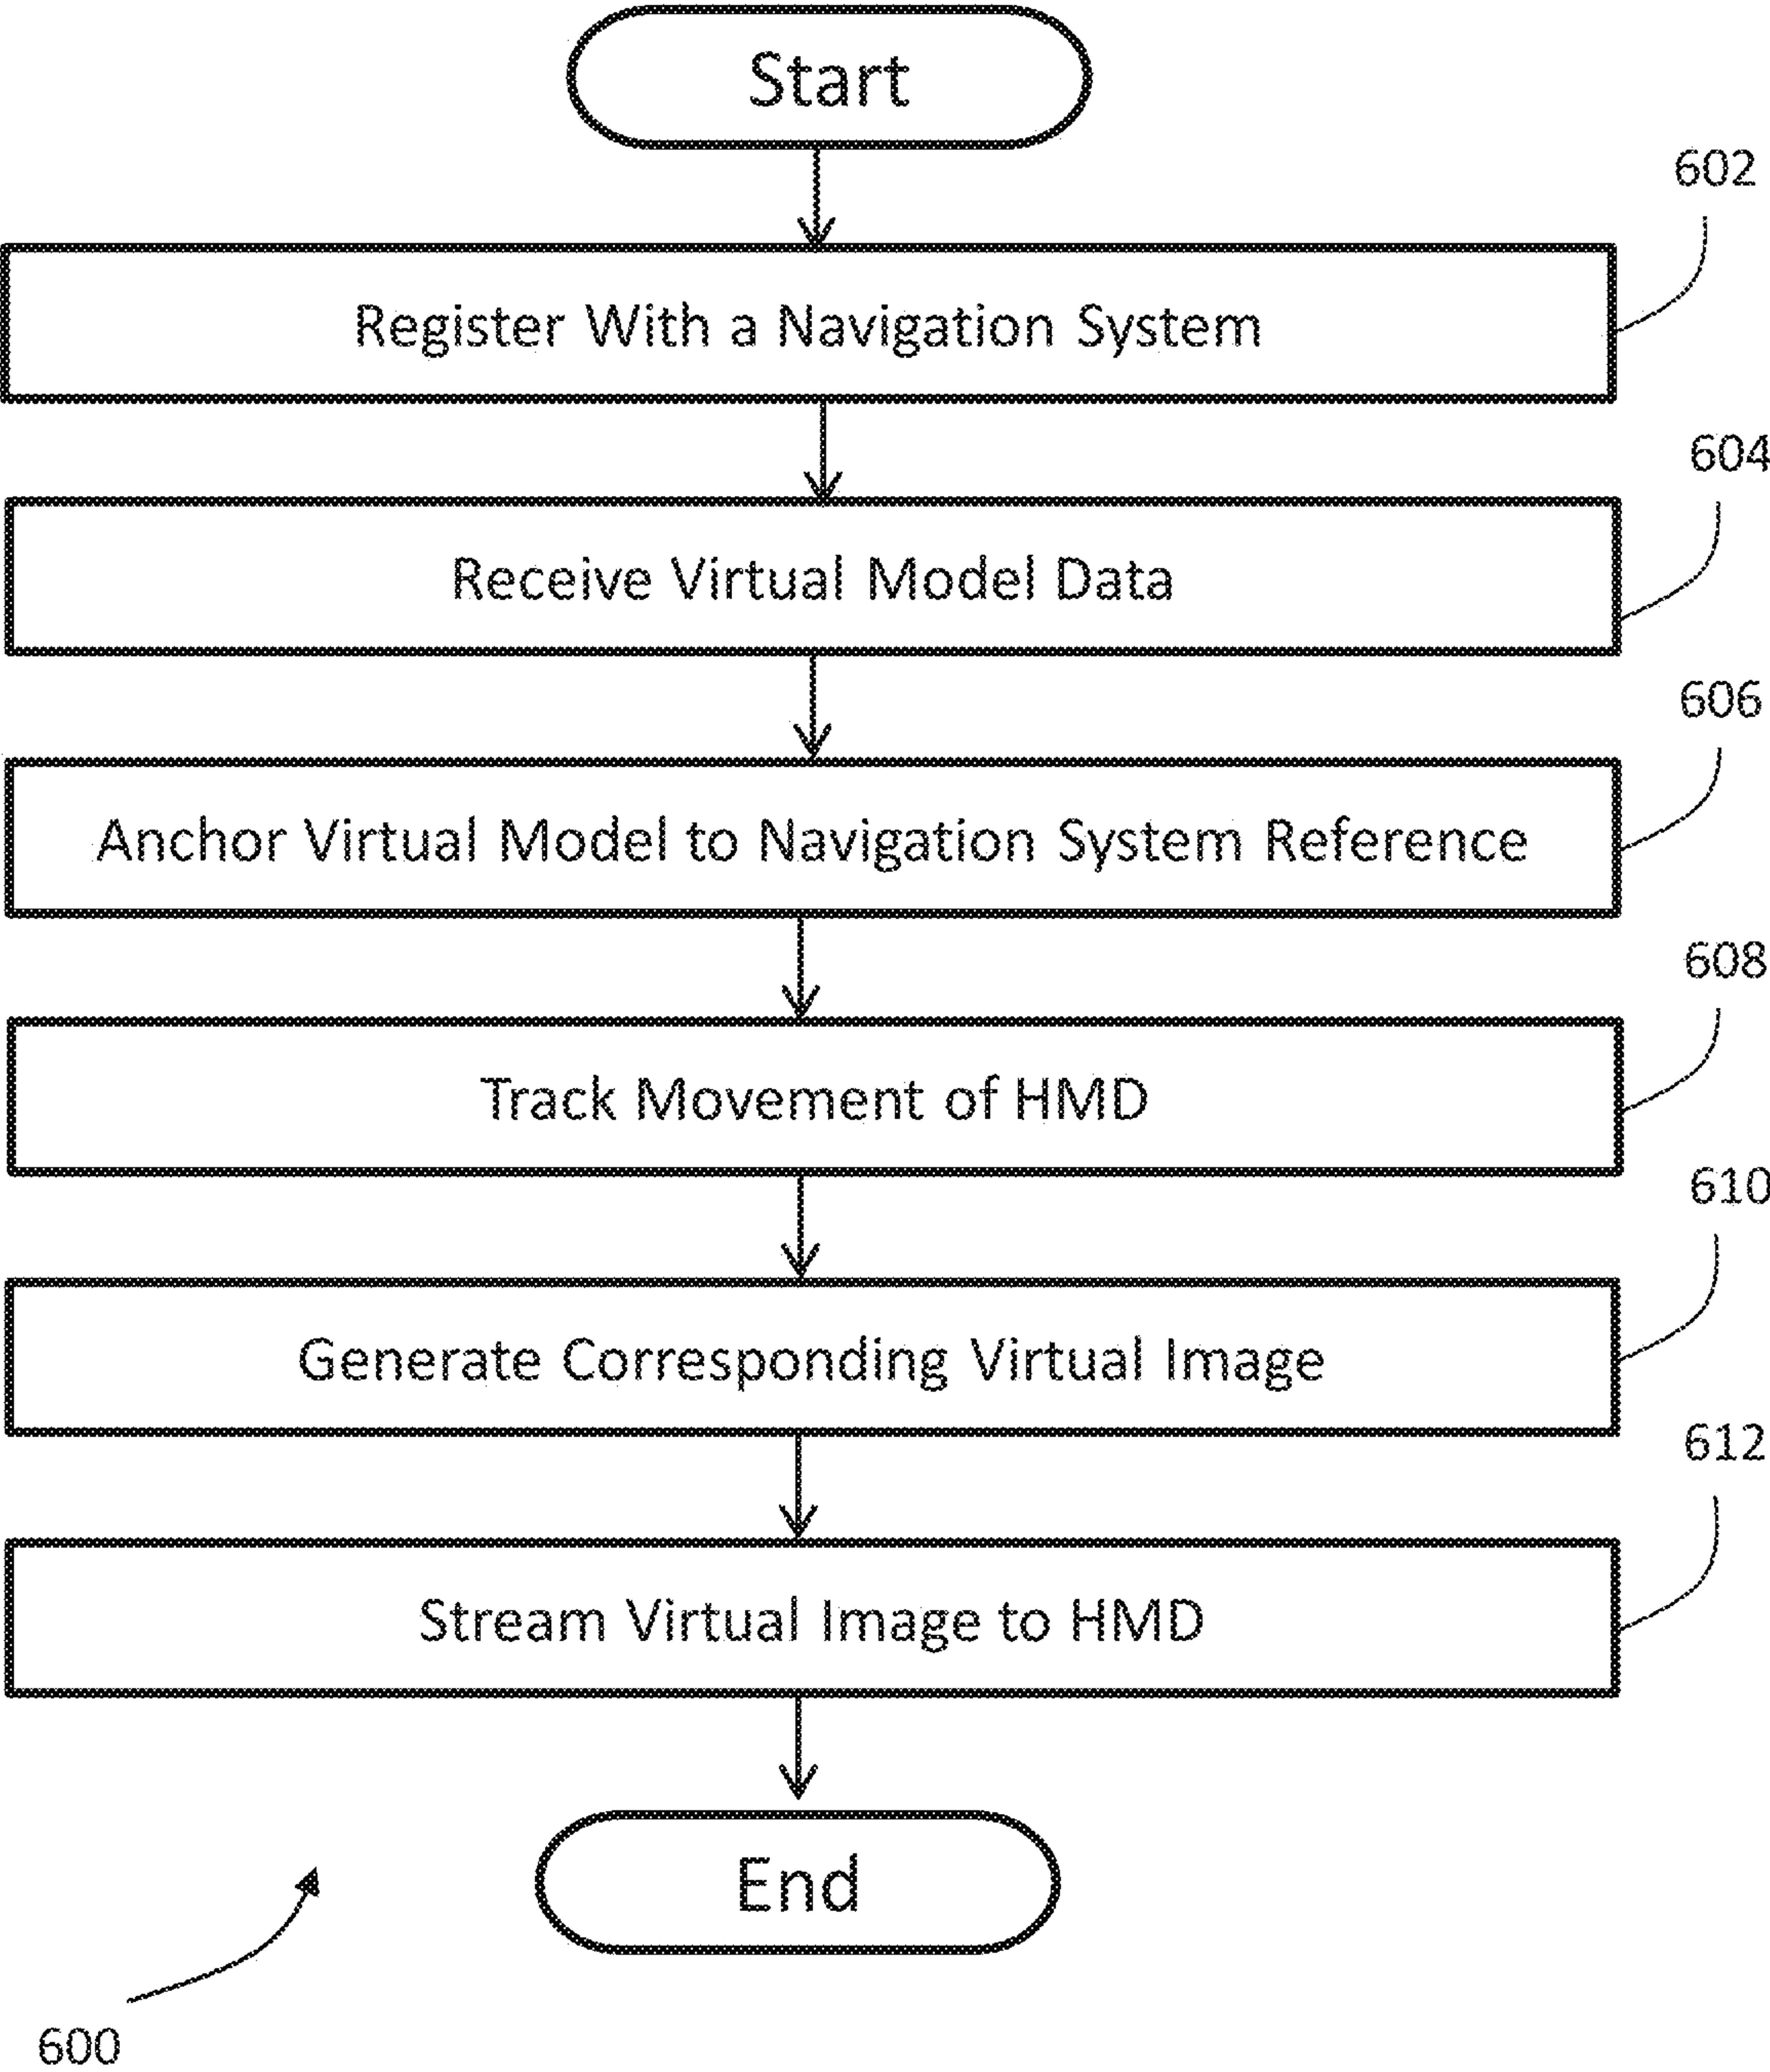 Start
602
Register With a Navigation System
604
Receive Virtual Model Data
606
Anchor Virtual Model to Navigation System Reference
608
Track Movement of HMD
610
Generate Corresponding Virtual Image
612
Stream Virtual Image to HMD
End
600